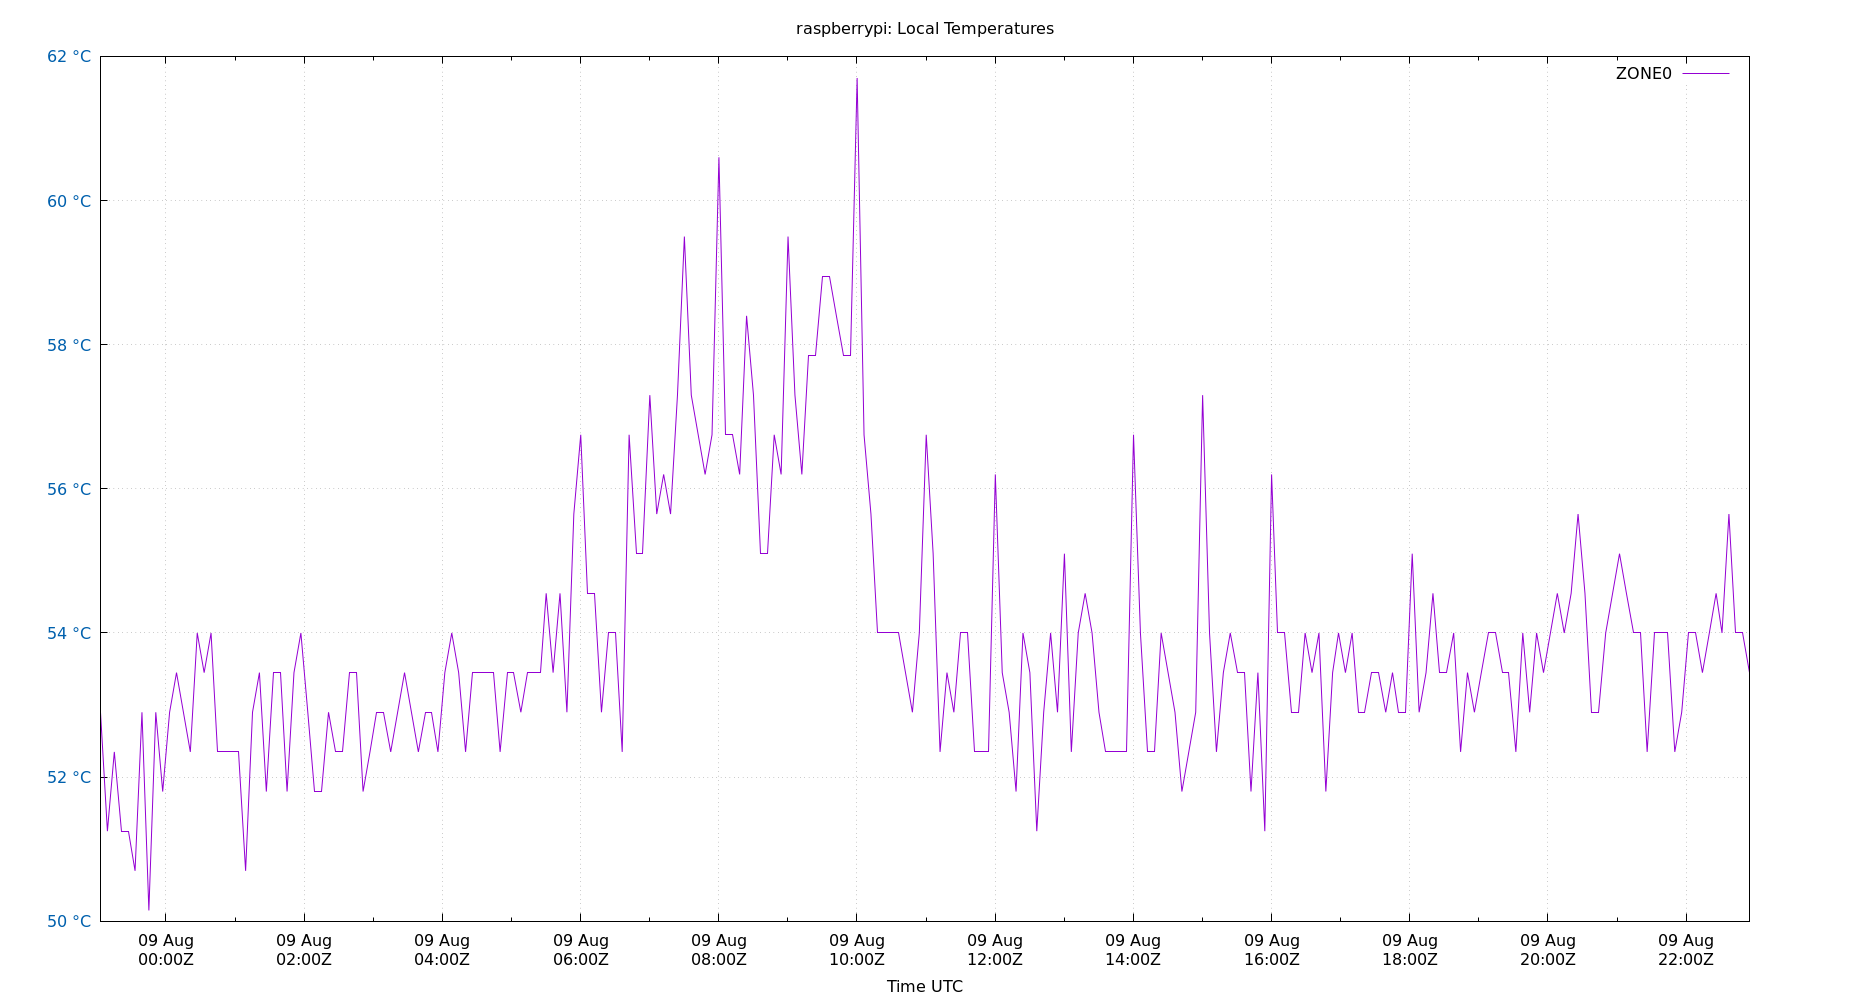 raspberrypi: Local Temperatures
62 °C
ZONE0
60 °C
58 °C
56 °C
54 °C
52 °C
50 °C
09 Aug 09 Aug 09 Aug 09 Aug 09 Aug 09 Aug 09 Aug 09 Aug 09 Aug 09 Aug 09 Aug 09 Aug
00:00Z 02:00Z 04:00Z 06:00Z 08:00Z 10:00Z 12:00Z 14:00Z 16:00Z 18:00Z 20:00Z 22:00Z
Time UTC